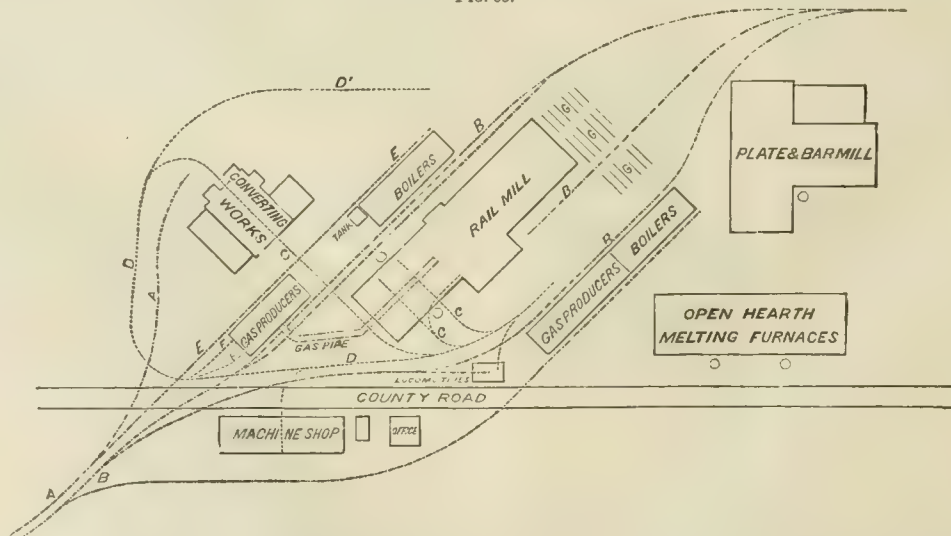 D'
B
E
BOILERS
G
G
G
PLATE & BAR MILL
CONVERTING
WORKS
TANK
RAIL MILL
B
B
BOILERS
D
A
GAS PRODUCERS
E
F
F
C
C
GAS PRODUCERS
OPEN HEARTH
MELTING FURNACES
GAS PIPE
D
COUNTY ROAD
MACHINE SHOP
OFFICE
A
B